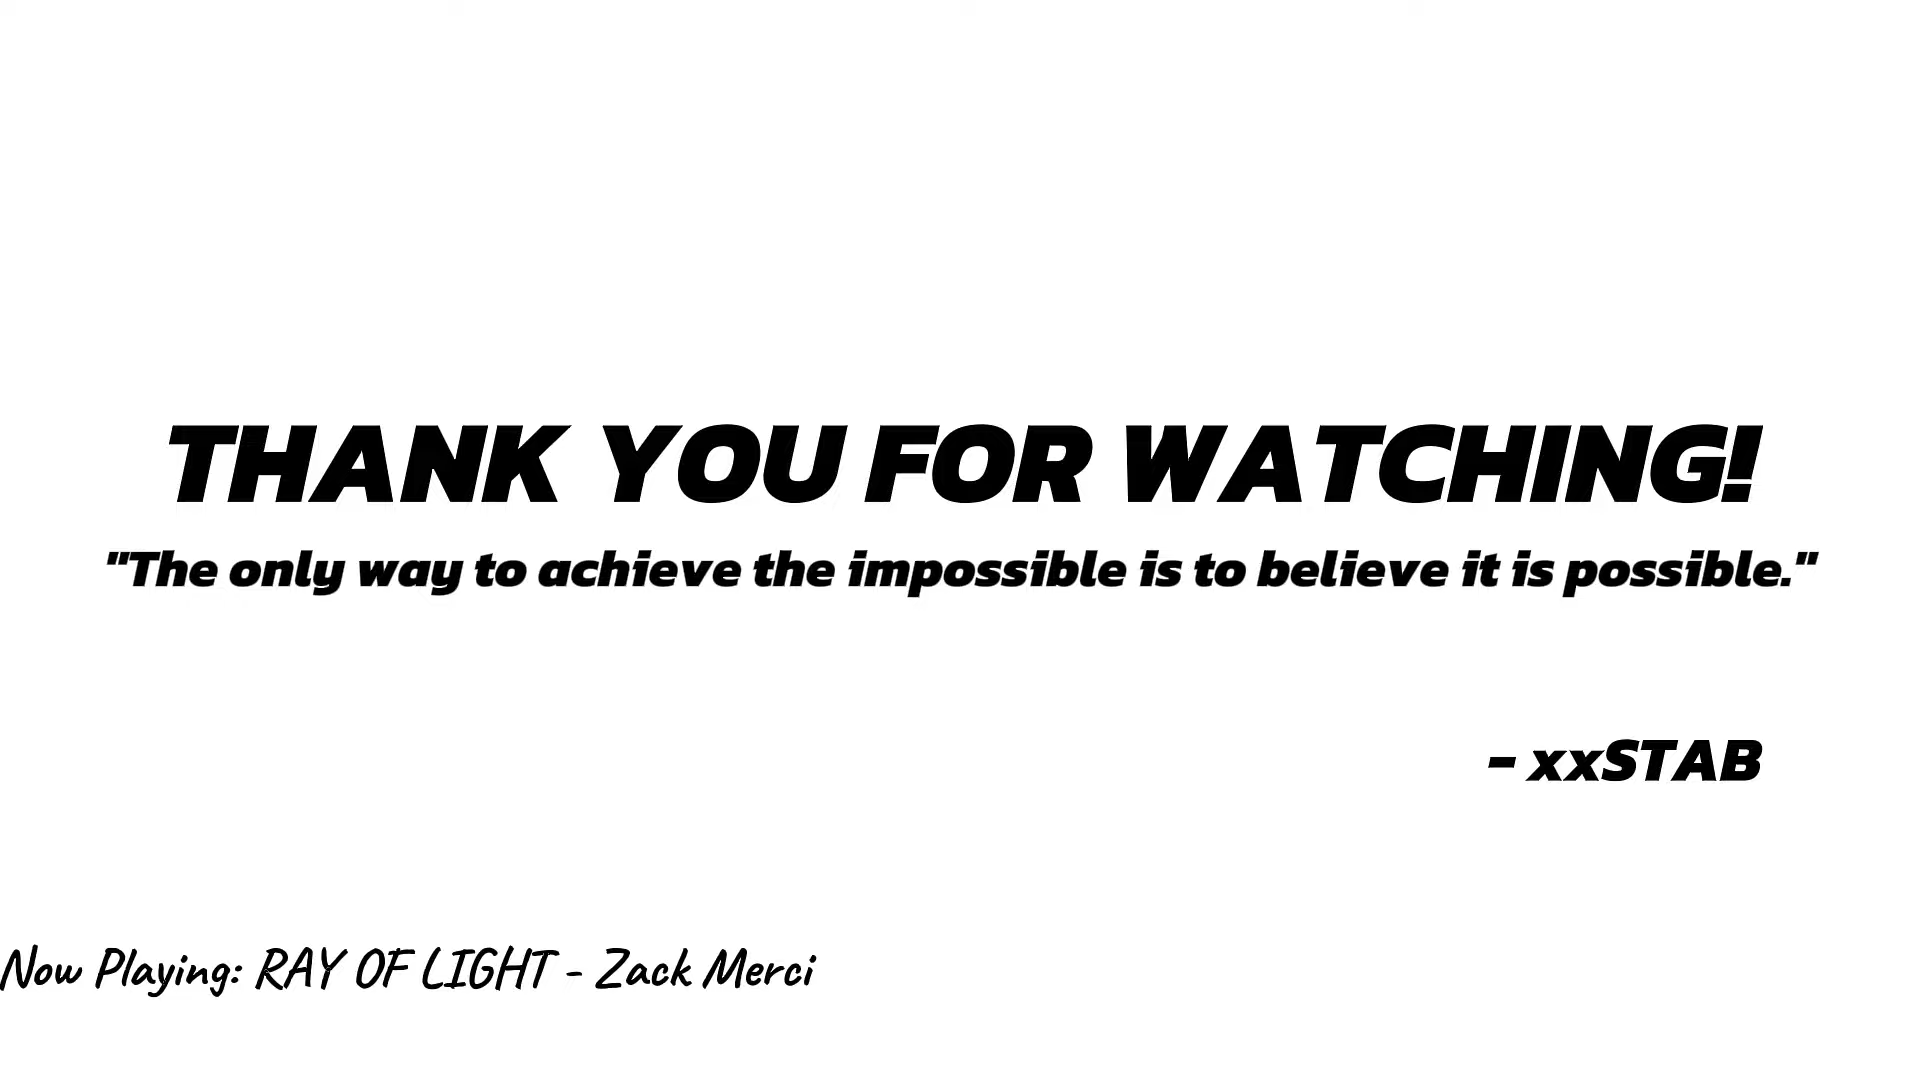 THANK YOU FOR WATCHING!
"The only way to achieve the impossible is to believe it is possible."
- xxSTAB
Now Playing: RAY OF LIGHT - Zack Merci